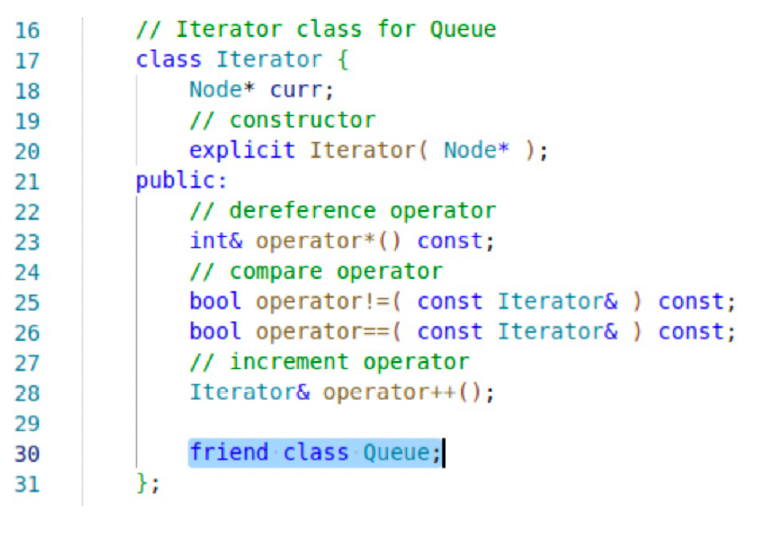 16 // Iterator class for Queue
17 class Iterator {
18 Node* curr;
19 // constructor
20 explicit Iterator( Node* );
21 public:
22 // dereference operator
23 int& operator*() const;
24 // compare operator
25 bool operator!=( const Iterator& ) const;
26 bool operator==( const Iterator& ) const;
27 // increment operator
28 Iterator& operator++();
29
30 friend class Queue;
31 };